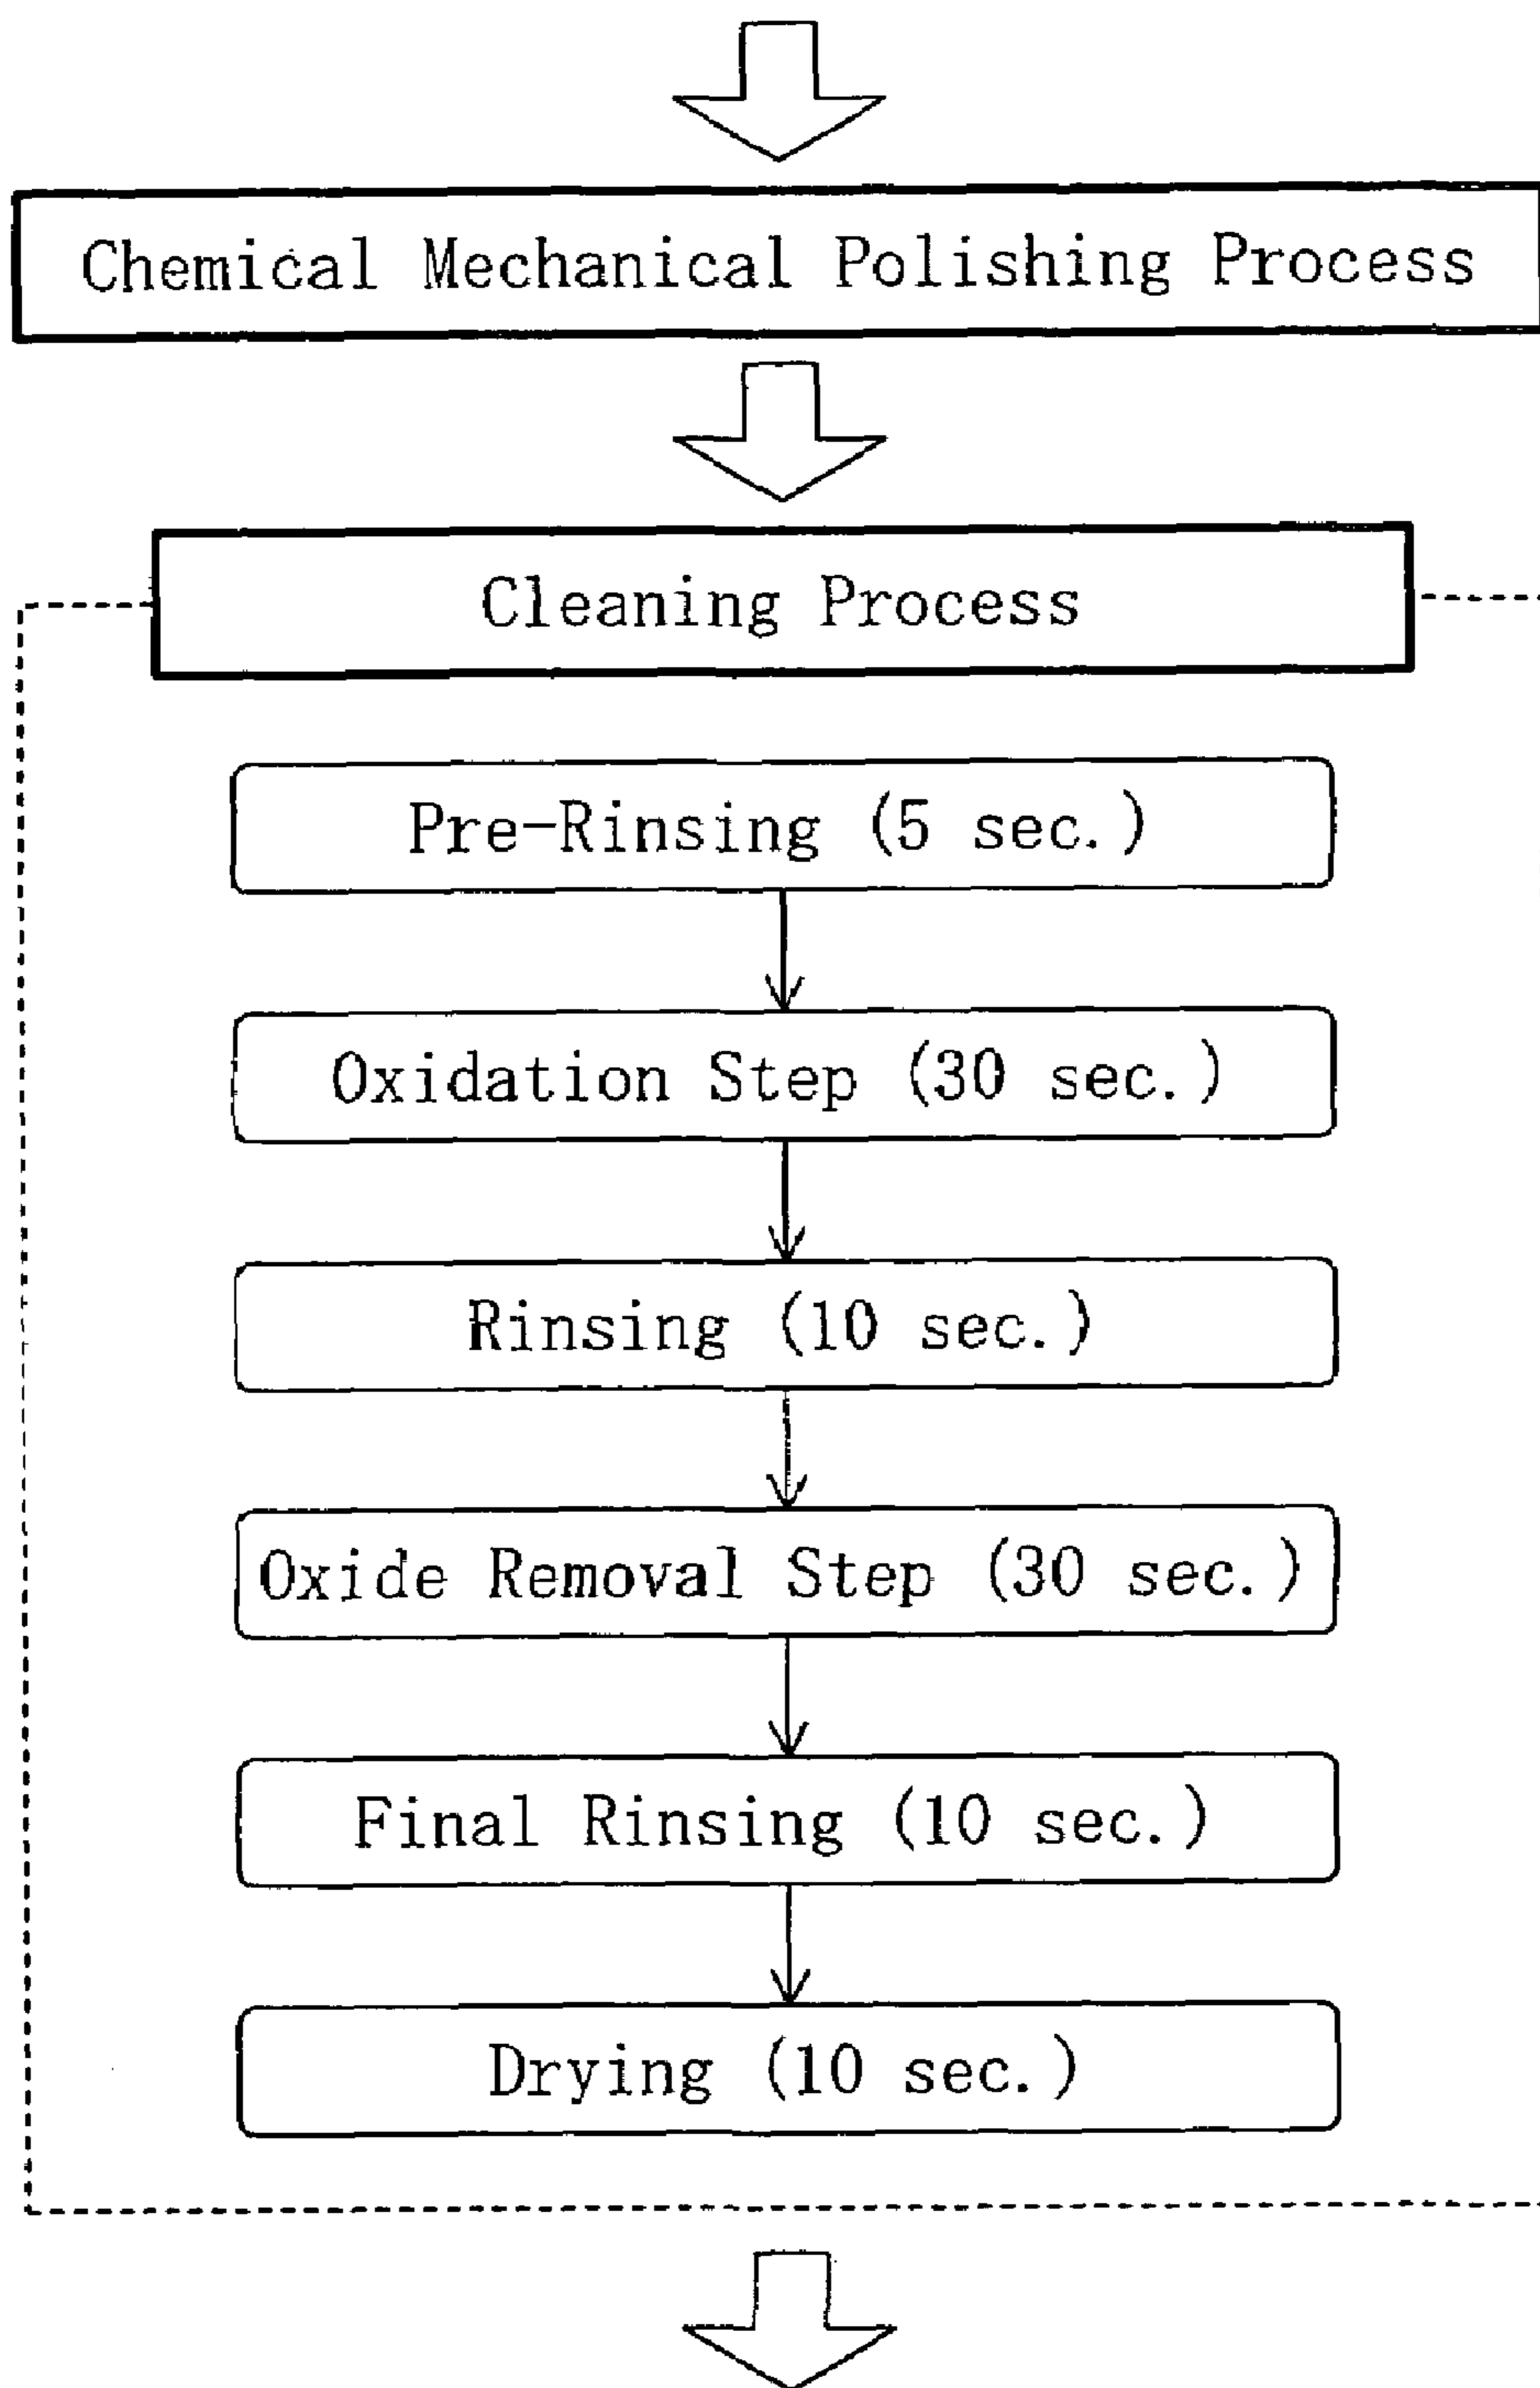 Chemical Mechanical Polishing Process
Cleaning Process
Pre-Rinsing (5 sec.)
Oxidation Step (30 sec.)
Rinsing (10 sec.)
Oxide Removal Step (30 sec.)
Final Rinsing (10 sec.)
Drying (10 sec.)